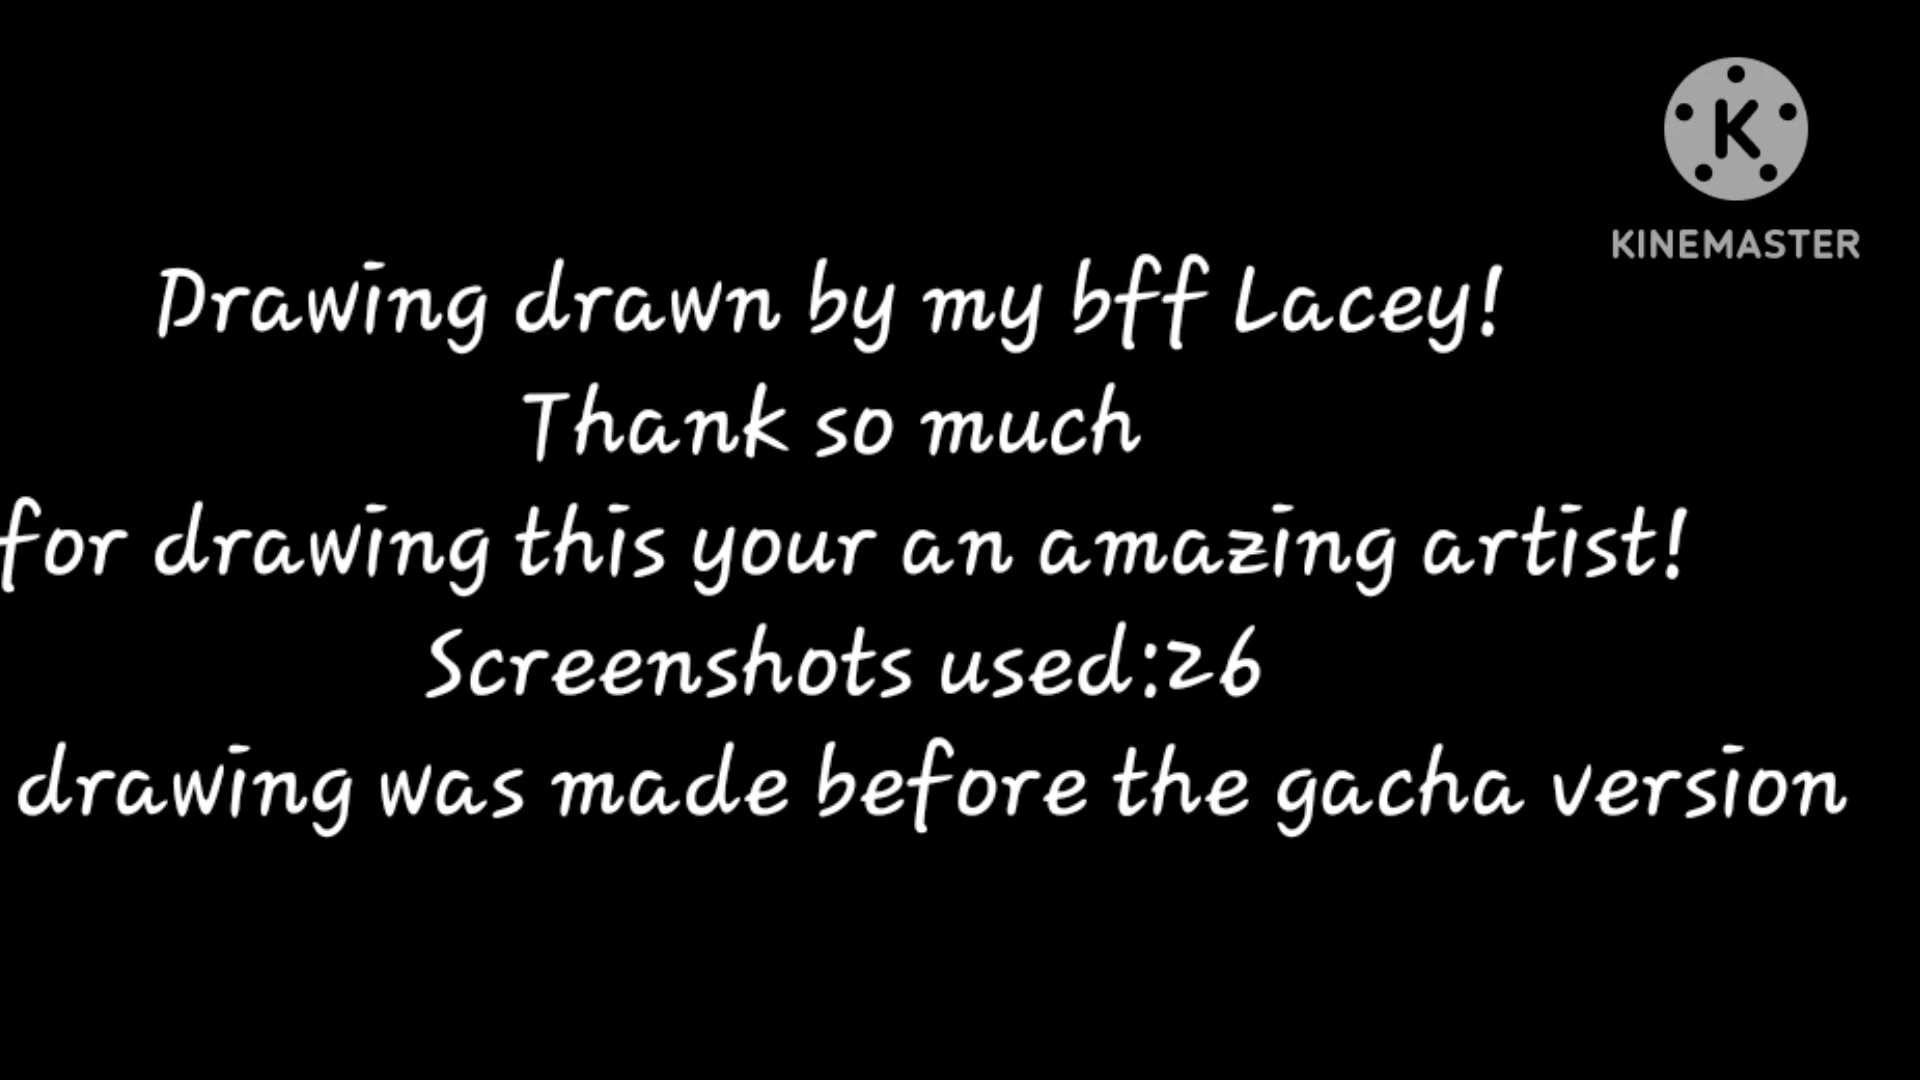 KINEMASTER
Drawing drawn by my bff Lacey!
Thank so much
for drawing this your an amazing artist!
Screenshots used:26
drawing was made before the gacha version